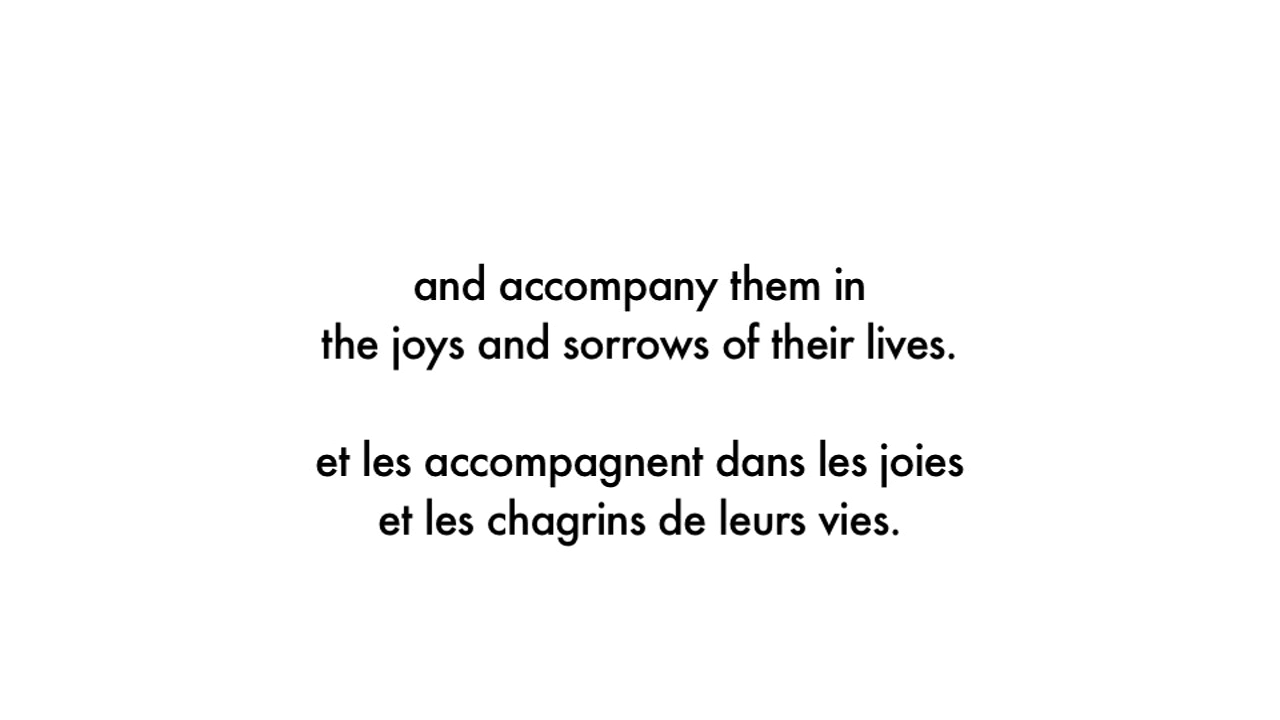 and accompany them in
the joys and sorrows of their lives.
et les accompagnent dans les joies
et les chagrins de leurs vies.